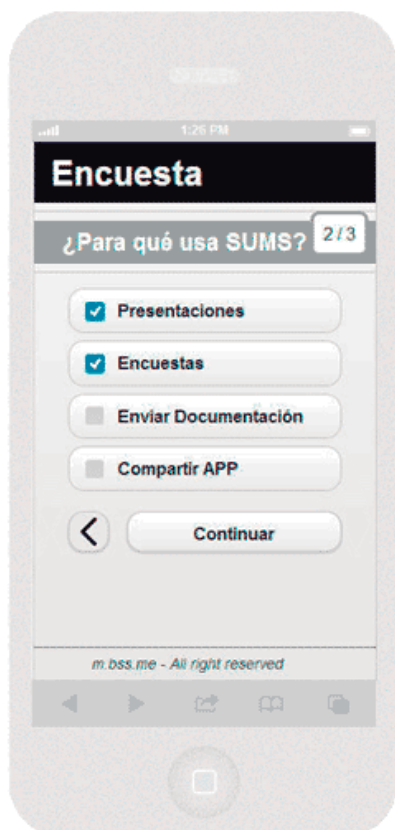 1:26 PM
Encuesta
¿Para qué usa SUMS?
2/3
Presentaciones
Encuestas
Enviar Documentación
Compartir APP
Continuar
m.bss.me - All right reserved